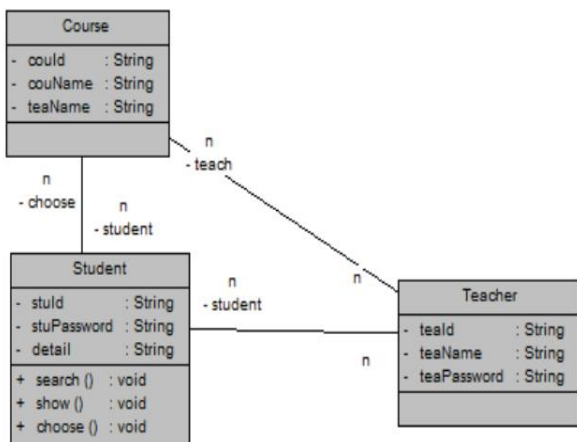 Course
- couId : String
- couName : String
- teaName : String
n
- teach
n
- choose
n
- student
Student
- stuId : String
- stuPassword : String
- detail : String
+ search () : void
+ show () : void
+ choose () : void
n
- student
n
n
Teacher
- teaId : String
- teaName : String
- teaPassword : String